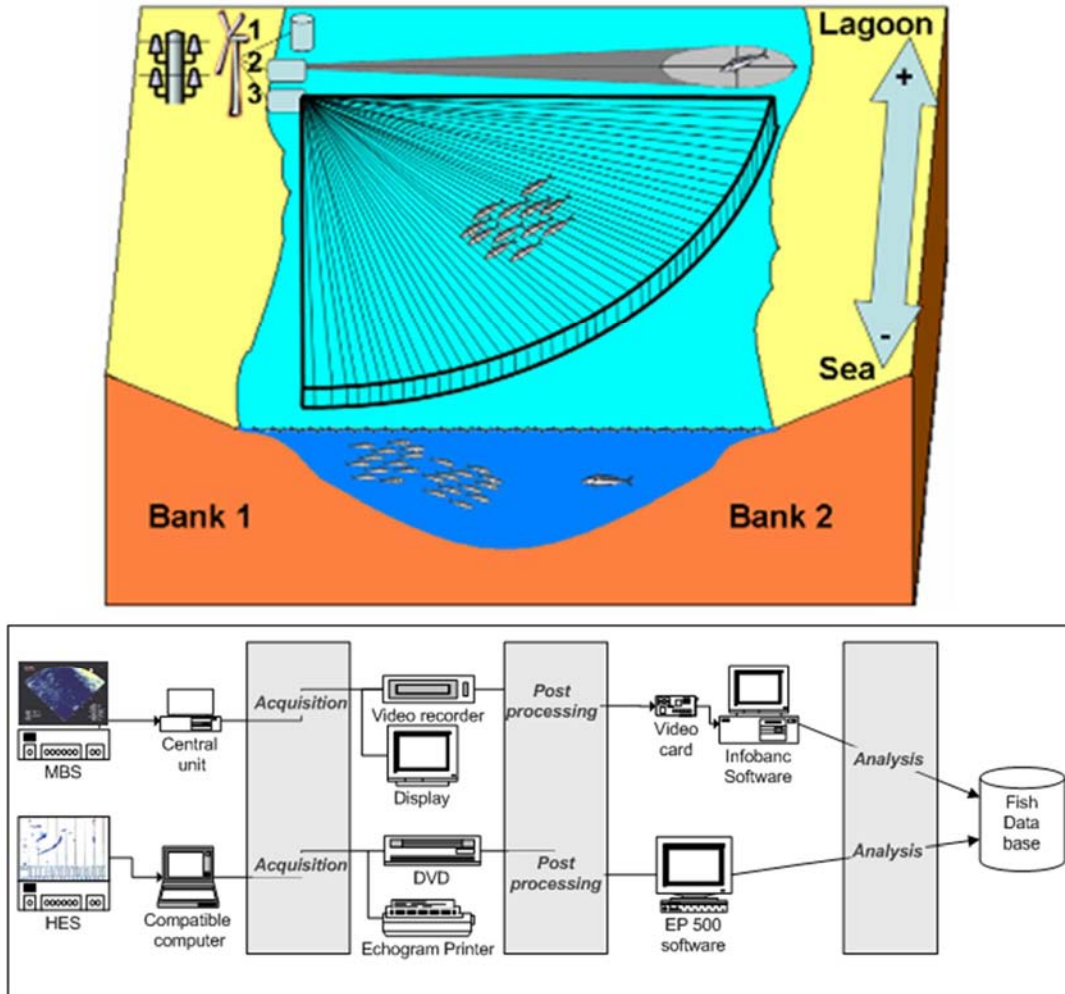 Lagoon
1
2
3
+
-
Sea
Bank 1
Bank 2
MBS
Central
unit
Acquisition
Video recorder
Display
Post
processing
Video
card
Infobanc
Software
Analysis
Fish
Data
base
HES
Compatible
computer
Acquisition
DVD
Echogram Printer
Post
processing
EP 500
software
Analysis